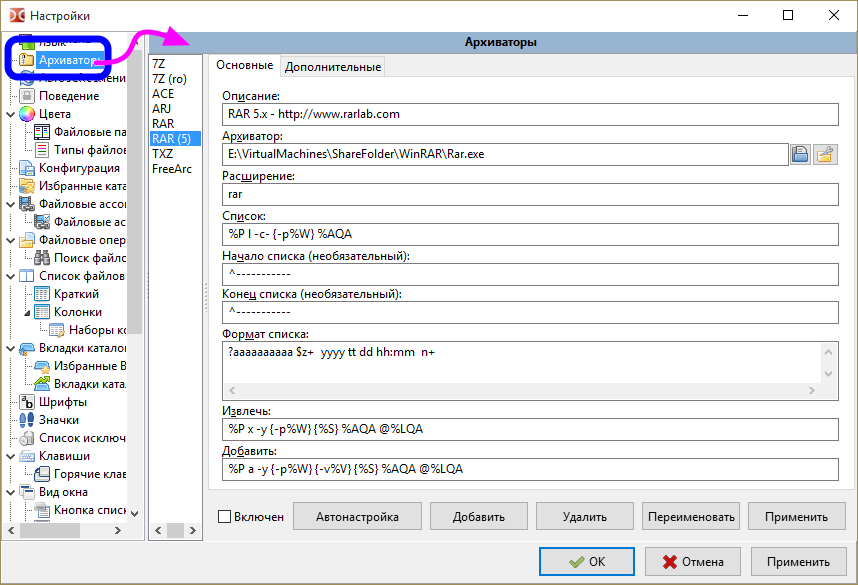 Настройки
Язык
Архиваторы
Поведение
Цвета
Файловые па
Типы файлов
Конфигурация
Избранные ката
Файловые ассо
Файловые ас
Файловые опер
Поиск файло
Список файлов
Краткий
Колонки
Наборы ко
Вкладки каталог
Избранные В
Вкладки ката
Шрифты
Значки
Список исключ
Клавиши
Горячие клав
Вид окна
Кнопка списк
Архиваторы
7Z
7Z (ro)
ACE
ARJ
RAR
RAR (5)
TXZ
FreeArc
Основные
Дополнительные
Описание:
RAR 5.x - http://www.rarlab.com
Архиватор:
E:\VirtualMachines\ShareFolder\WinRAR\Rar.exe
Расширение:
rar
Список:
%P l -c- {-p%W} %AQA
Начало списка (необязательный):
^-----------
Конец списка (необязательный):
^-----------
Формат списка:
?aaaaaaaaaa $z+  yyyy tt dd hh:mm  n+
Извлечь:
%P x -y {-p%W} {%S} %AQA @%LQA
Добавить:
%P a -y {-p%W} {-v%V} {%S} %AQA @%LQA
Включен
Автонастройка
Добавить
Удалить
Переименовать
Применить
OK
Отмена
Применить